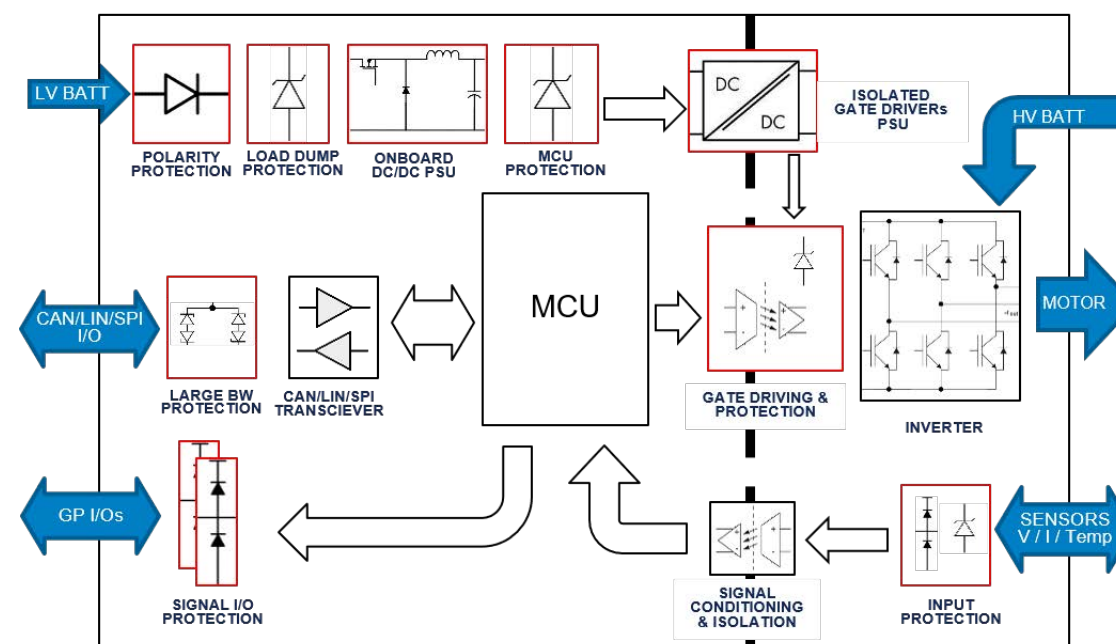 LV BATT
POLARITY
PROTECTION
LOAD DUMP
PROTECTION
ONBOARD
DC/DC PSU
MCU
PROTECTION
DC
DC
ISOLATED
GATE DRIVERs
PSU
HV BATT
CAN/LIN/SPI
I/O
LARGE BW
PROTECTION
CAN/LIN/SPI
TRANSCIEVER
MCU
GATE DRIVING &
PROTECTION
INVERTER
MOTOR
GP I/Os
SIGNAL I/O
PROTECTION
SIGNAL
CONDITIONING
& ISOLATION
INPUT
PROTECTION
SENSORS
V / I / Temp